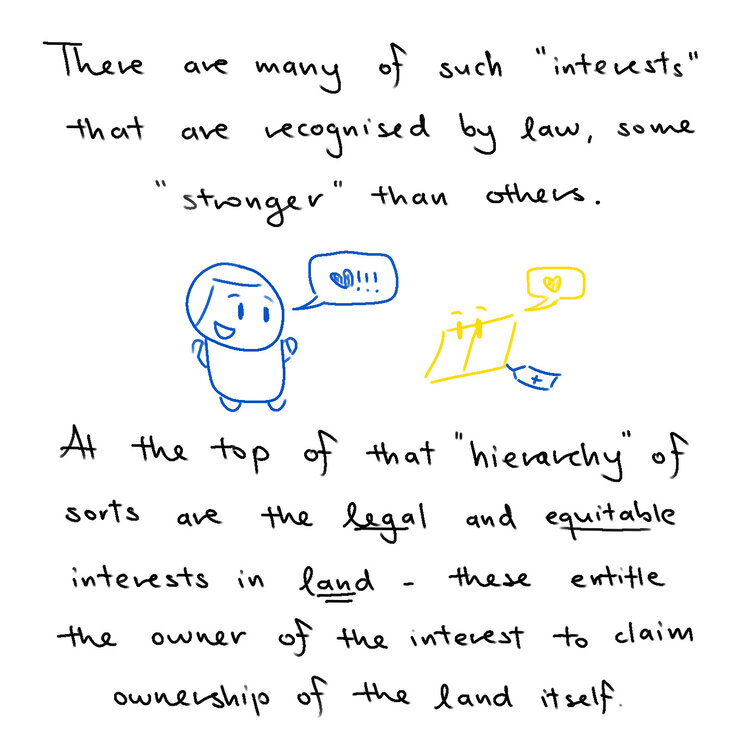 There are many of such "interests"
that are recognised by law, some
"stronger" than others.
!!!
+
At the top of that "hierarchy" of
sorts are the legal and equitable
interests in land - these entitle
the owner of the interest to claim
ownership of the land itself.